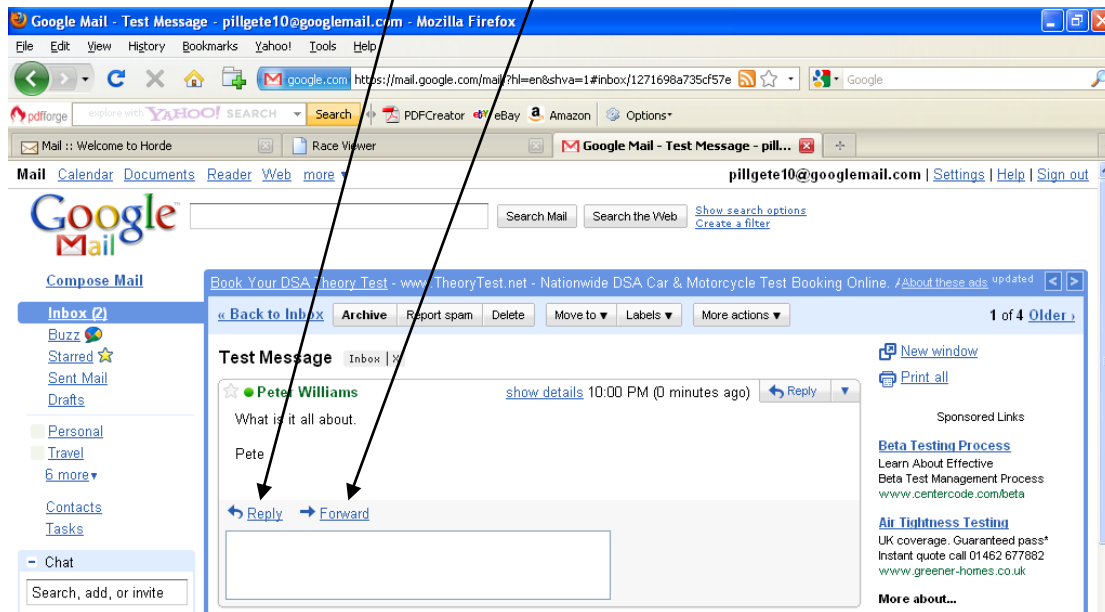 Google Mail - Test Message - pillgete10@googlemail.com - Mozilla Firefox
File Edit View History Bookmarks Yahoo! Tools Help
google.com https://mail.google.com/mail/?hl=en&shva=1#inbox/1271698a735cf57e Google
pdfforge explore with YAHOO! SEARCH Search PDFCreator eBay Amazon Options
Mail :: Welcome to Horde Race Viewer Google Mail - Test Message - pill...
Mail Calendar Documents Reader Web more ▼ pillgete10@googlemail.com | Settings | Help | Sign out
Google Mail Search Mail Search the Web Show search options
Create a filter
Compose Mail Book Your DSA Theory Test - www.TheoryTest.net - Nationwide DSA Car & Motorcycle Test Booking Online. About these ads updated < >
Inbox (2) « Back to Inbox Archive Report spam Delete Move to ▼ Labels ▼ More actions ▼ 1 of 4 Older ›
Buzz
Starred Test Message Inbox | X New window
Sent Mail Print all
Drafts Peter Williams show details 10:00 PM (0 minutes ago) Reply ▼
What is it all about. Sponsored Links
Personal
Travel Pete Beta Testing Process
6 more ▼ Learn About Effective
Beta Test Management Process
www.centercode.com/beta
Contacts Reply Forward
Tasks Air Tightness Testing
UK coverage. Guaranteed pass*
− Chat Instant quote call 01462 677882
www.greener-homes.co.uk
Search, add, or invite More about...